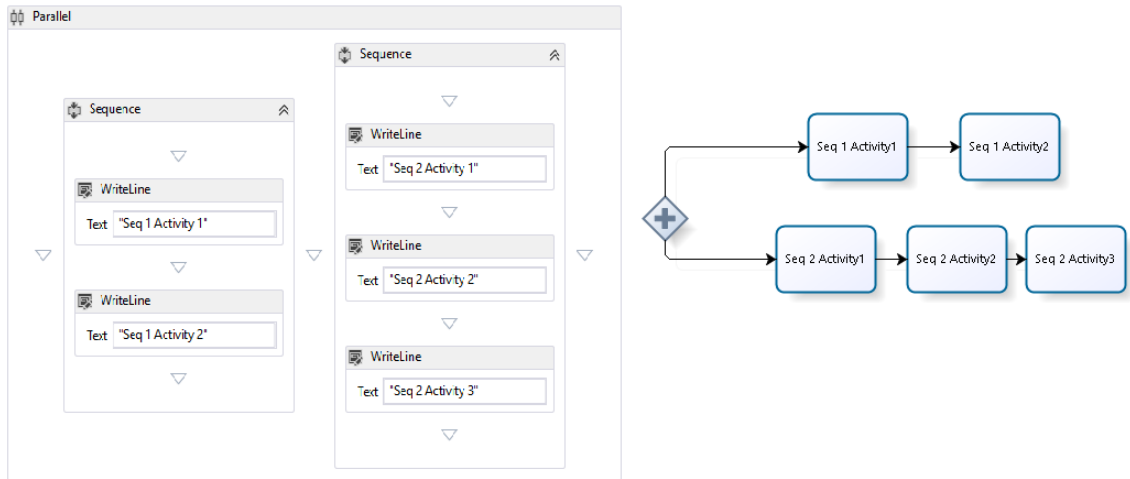 Parallel
Sequence
WriteLine
Text "Seq 1 Activity 1"
WriteLine
Text "Seq 1 Activity 2"
Sequence
WriteLine
Text "Seq 2 Activity 1"
WriteLine
Text "Seq 2 Activity 2"
WriteLine
Text "Seq 2 Activity 3"
Seq 1 Activity1
Seq 1 Activity2
Seq 2 Activity1
Seq 2 Activity2
Seq 2 Activity3